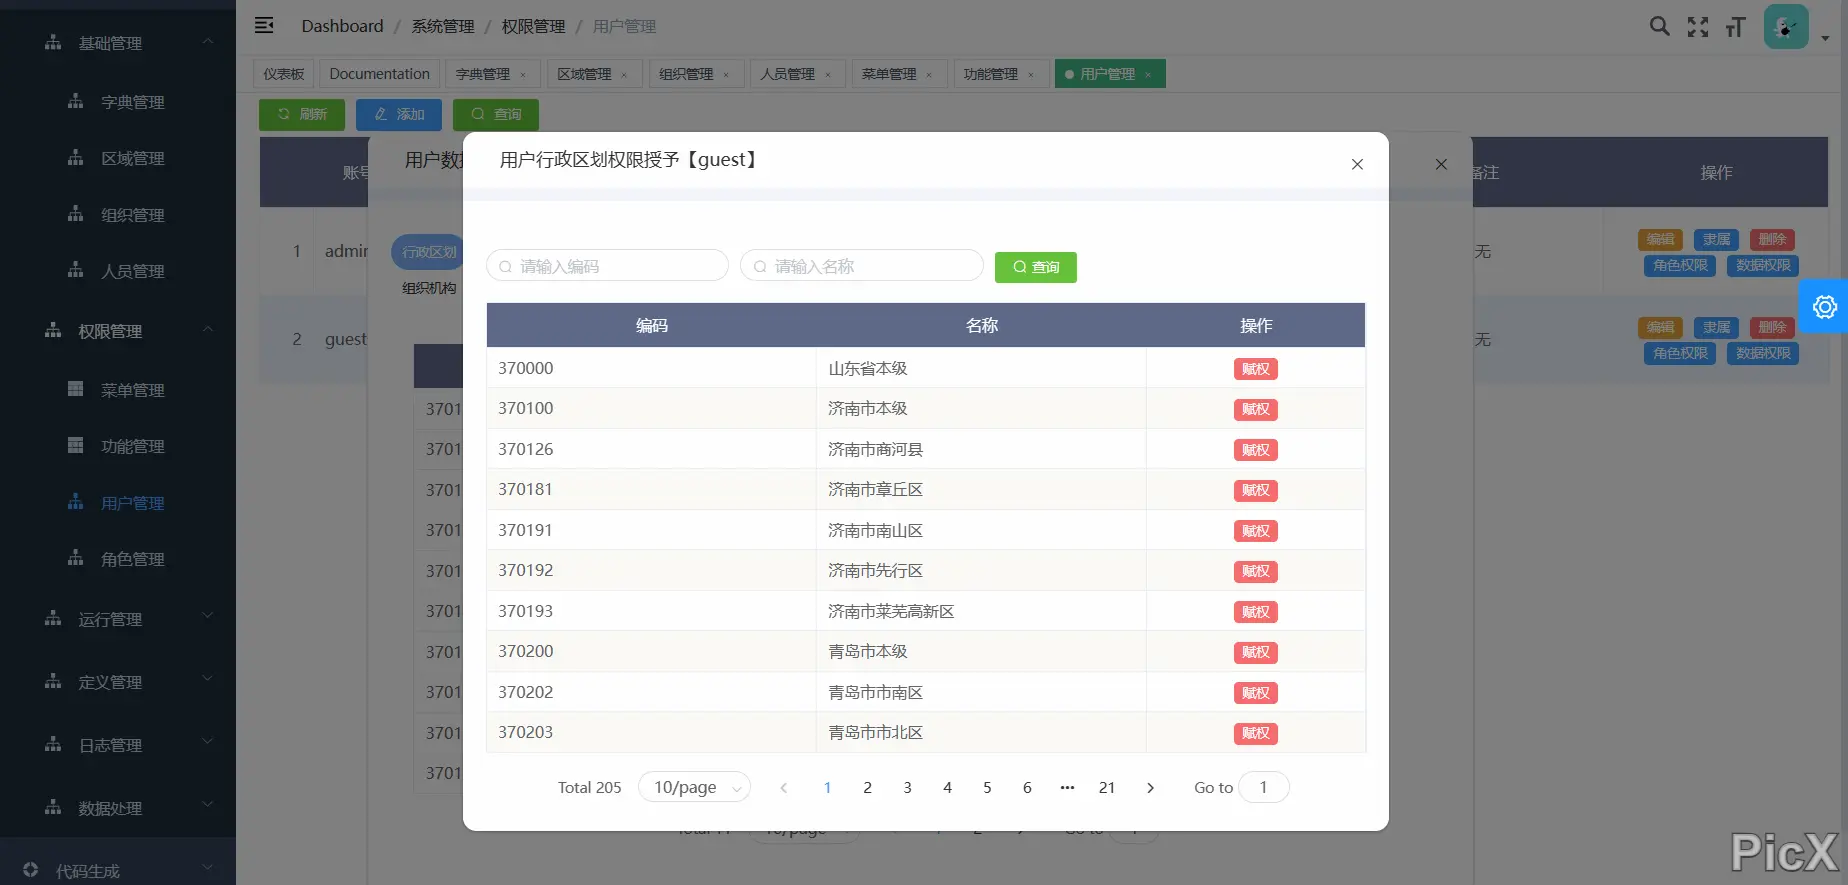 基础管理
字典管理
区域管理
组织管理
人员管理
权限管理
菜单管理
功能管理
用户管理
角色管理
运行管理
定义管理
日志管理
数据处理
代码生成
Dashboard / 系统管理 / 权限管理 / 用户管理
仪表板 Documentation 字典管理 × 区域管理 × 组织管理 × 人员管理 × 菜单管理 × 功能管理 × 用户管理 ×
刷新 添加 查询
备注 操作
1 admin 无 编辑 隶属 删除
角色权限 数据权限
2 guest 无 编辑 隶属 删除
角色权限 数据权限
行政区划
组织机构
3701
3701
3701
3701
3701
3701
3701
3701
3701
3701
用户行政区划权限授予【guest】
请输入编码 请输入名称 查询
编码 名称 操作
370000 山东省本级 赋权
370100 济南市本级 赋权
370126 济南市商河县 赋权
370181 济南市章丘区 赋权
370191 济南市南山区 赋权
370192 济南市先行区 赋权
370193 济南市莱芜高新区 赋权
370200 青岛市本级 赋权
370202 青岛市市南区 赋权
370203 青岛市市北区 赋权
Total 205 10/page 1 2 3 4 5 6 ··· 21 Go to 1
PicX